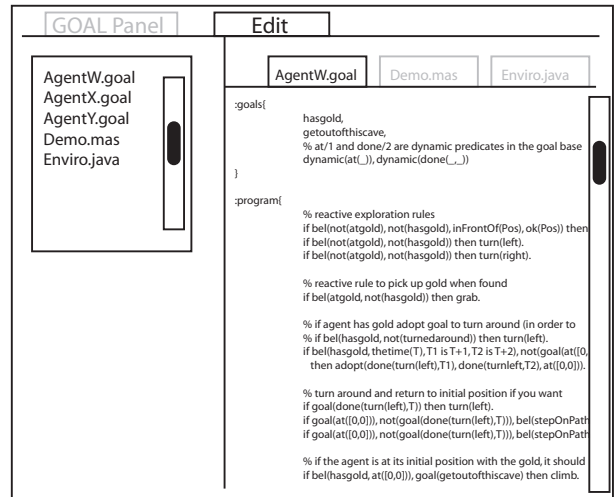 GOAL Panel
Edit
AgentW.goal
AgentX.goal
AgentY.goal
Demo.mas
Enviro.java
AgentW.goal
Demo.mas
Enviro.java
:goals{
hasgold,
getoutofthiscave,
% at/1 and done/2 are dynamic predicates in the goal base
dynamic(at(_)), dynamic(done(_,_))
}
:program{
% reactive exploration rules
if bel(not(atgold), not(hasgold), inFrontOf(Pos), ok(Pos)) then
if bel(not(atgold), not(hasgold)) then turn(left).
if bel(not(atgold), not(hasgold)) then turn(right).
% reactive rule to pick up gold when found
if bel(atgold, not(hasgold)) then grab.
% if agent has gold adopt goal to turn around (in order to
% if bel(hasgold, not(turnedaround)) then turn(left).
if bel(hasgold, thetime(T), T1 is T+1, T2 is T+2), not(goal(at([0,
then adopt(done(turn(left),T1), done(turnleft,T2), at([0,0])).
% turn around and return to initial position if you want
if goal(done(turn(left),T)) then turn(left).
if goal(at([0,0])), not(goal(done(turn(left),T))), bel(stepOnPath
if goal(at([0,0])), not(goal(done(turn(left),T))), bel(stepOnPath
% if the agent is at its initial position with the gold, it should
if bel(hasgold, at([0,0])), goal(getoutofthiscave) then climb.